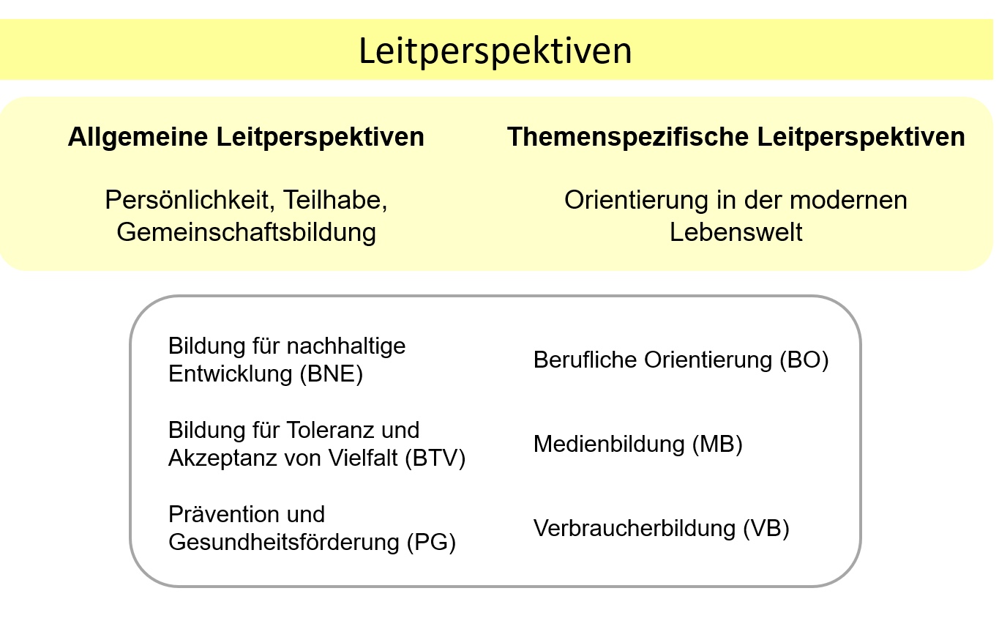 Leitperspektiven
Allgemeine Leitperspektiven
Persönlichkeit, Teilhabe,
Gemeinschaftsbildung
Themenspezifische Leitperspektiven
Orientierung in der modernen
Lebenswelt
Bildung für nachhaltige
Entwicklung (BNE)
Bildung für Toleranz und
Akzeptanz von Vielfalt (BTV)
Prävention und
Gesundheitsförderung (PG)
Berufliche Orientierung (BO)
Medienbildung (MB)
Verbraucherbildung (VB)